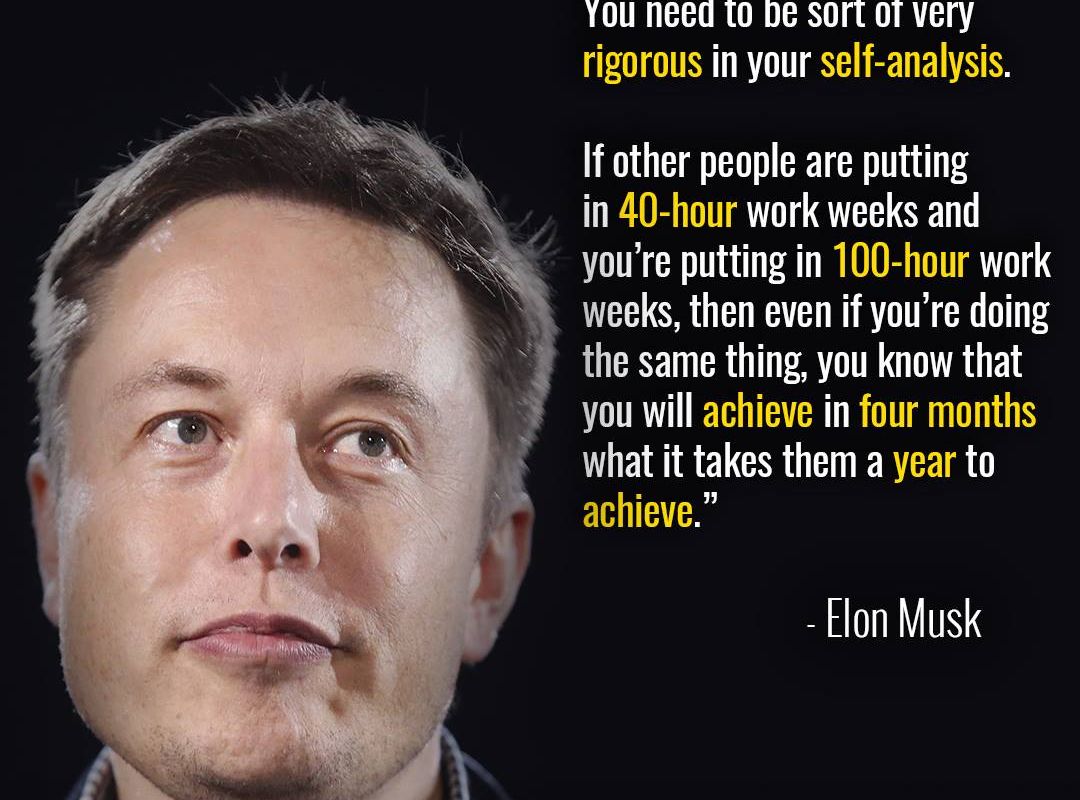 You need to be sort of very
rigorous in your self-analysis.
If other people are putting
in 40-hour work weeks and
you’re putting in 100-hour work
weeks, then even if you’re doing
the same thing, you know that
you will achieve in four months
what it takes them a year to
achieve.”
- Elon Musk